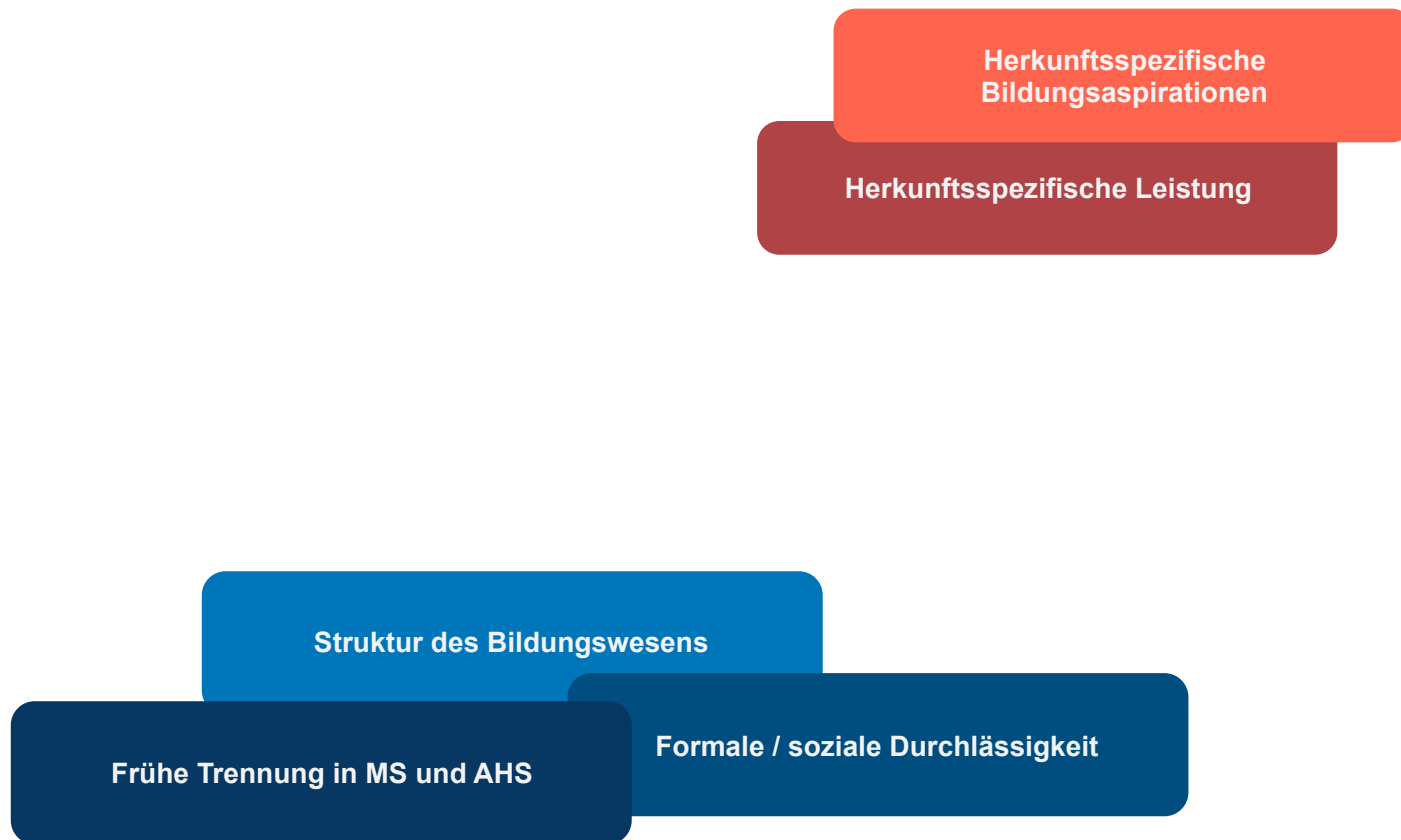 Herkunftsspezifische
Bildungsaspirationen
Herkunftsspezifische Leistung
Struktur des Bildungswesens
Formale / soziale Durchlässigkeit
Frühe Trennung in MS und AHS